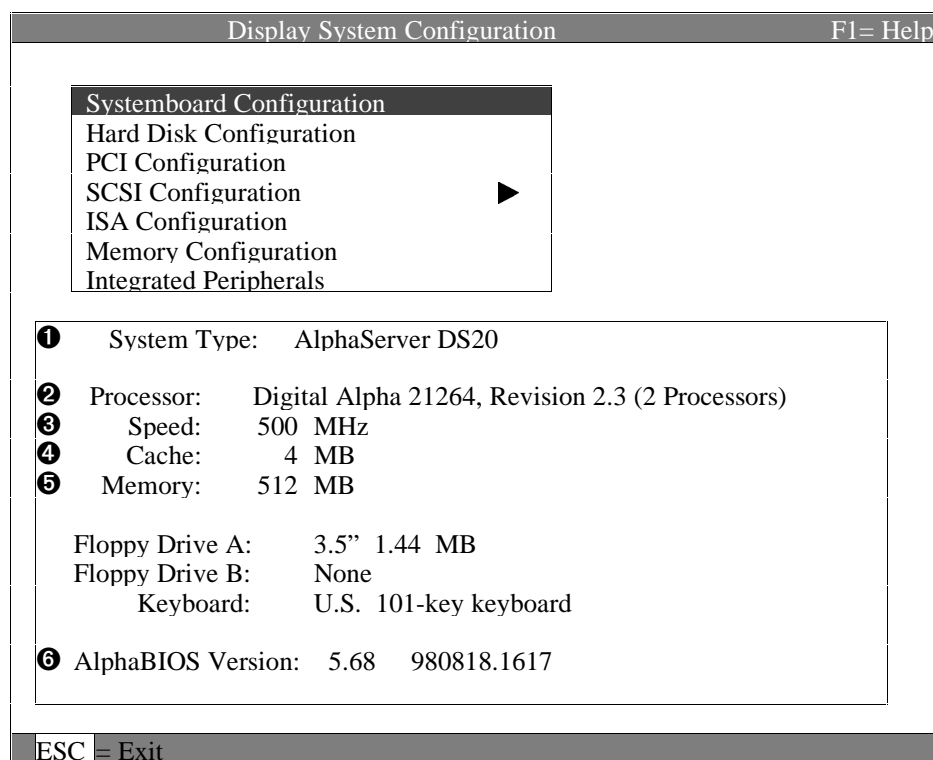 Display System Configuration F1= Help
Systemboard Configuration
Hard Disk Configuration
PCI Configuration
SCSI Configuration ▶
ISA Configuration
Memory Configuration
Integrated Peripherals
❶ System Type: AlphaServer DS20
❷ Processor: Digital Alpha 21264, Revision 2.3 (2 Processors)
❸ Speed: 500 MHz
❹ Cache: 4 MB
❺ Memory: 512 MB
Floppy Drive A: 3.5” 1.44 MB
Floppy Drive B: None
Keyboard: U.S. 101-key keyboard
❻ AlphaBIOS Version: 5.68 980818.1617
ESC = Exit